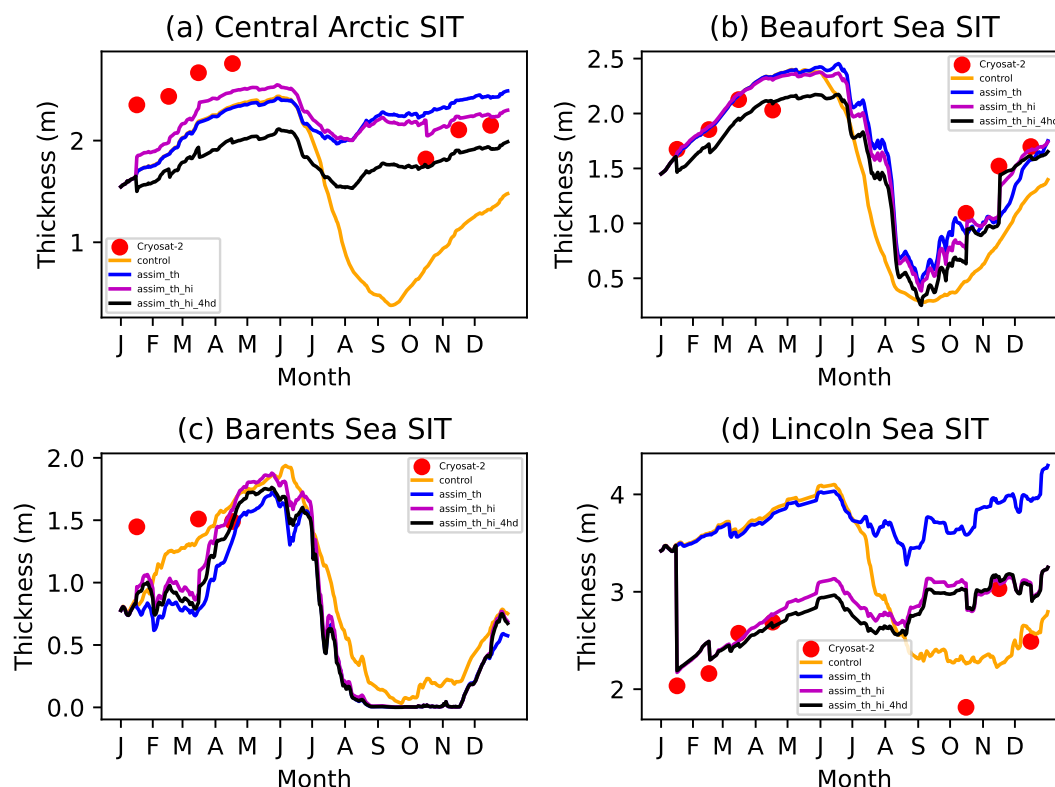 (a) Central Arctic SIT
Thickness (m)
2
1
Cryosat-2
control
assim_th
assim_th_hi
assim_th_hi_4hd
J F M A M J J A S O N D
Month
(b) Beaufort Sea SIT
Thickness (m)
2.5
2.0
1.5
1.0
0.5
Cryosat-2
control
assim_th
assim_th_hi
assim_th_hi_4hd
J F M A M J J A S O N D
Month
(c) Barents Sea SIT
Thickness (m)
2.0
1.5
1.0
0.5
0.0
Cryosat-2
control
assim_th
assim_th_hi
assim_th_hi_4hd
J F M A M J J A S O N D
Month
(d) Lincoln Sea SIT
Thickness (m)
4
3
2
Cryosat-2
control
assim_th
assim_th_hi
assim_th_hi_4hd
J F M A M J J A S O N D
Month